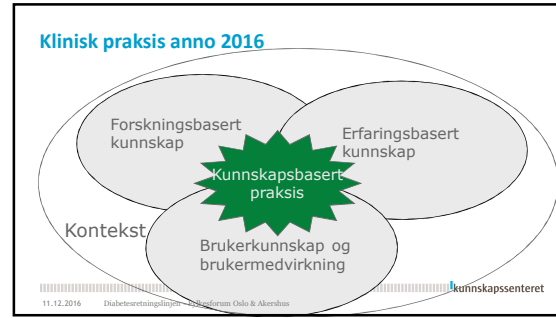 Klinisk praksis anno 2016
Forskningsbasert
kunnskap
Erfaringsbasert
kunnskap
Kunnskapsbasert
praksis
Kontekst
Brukerkunnskap og
brukermedvirkning
kunnskapssenteret
11.12.2016 Diabetesretningslinjen - Fylkesforum Oslo & Akershus